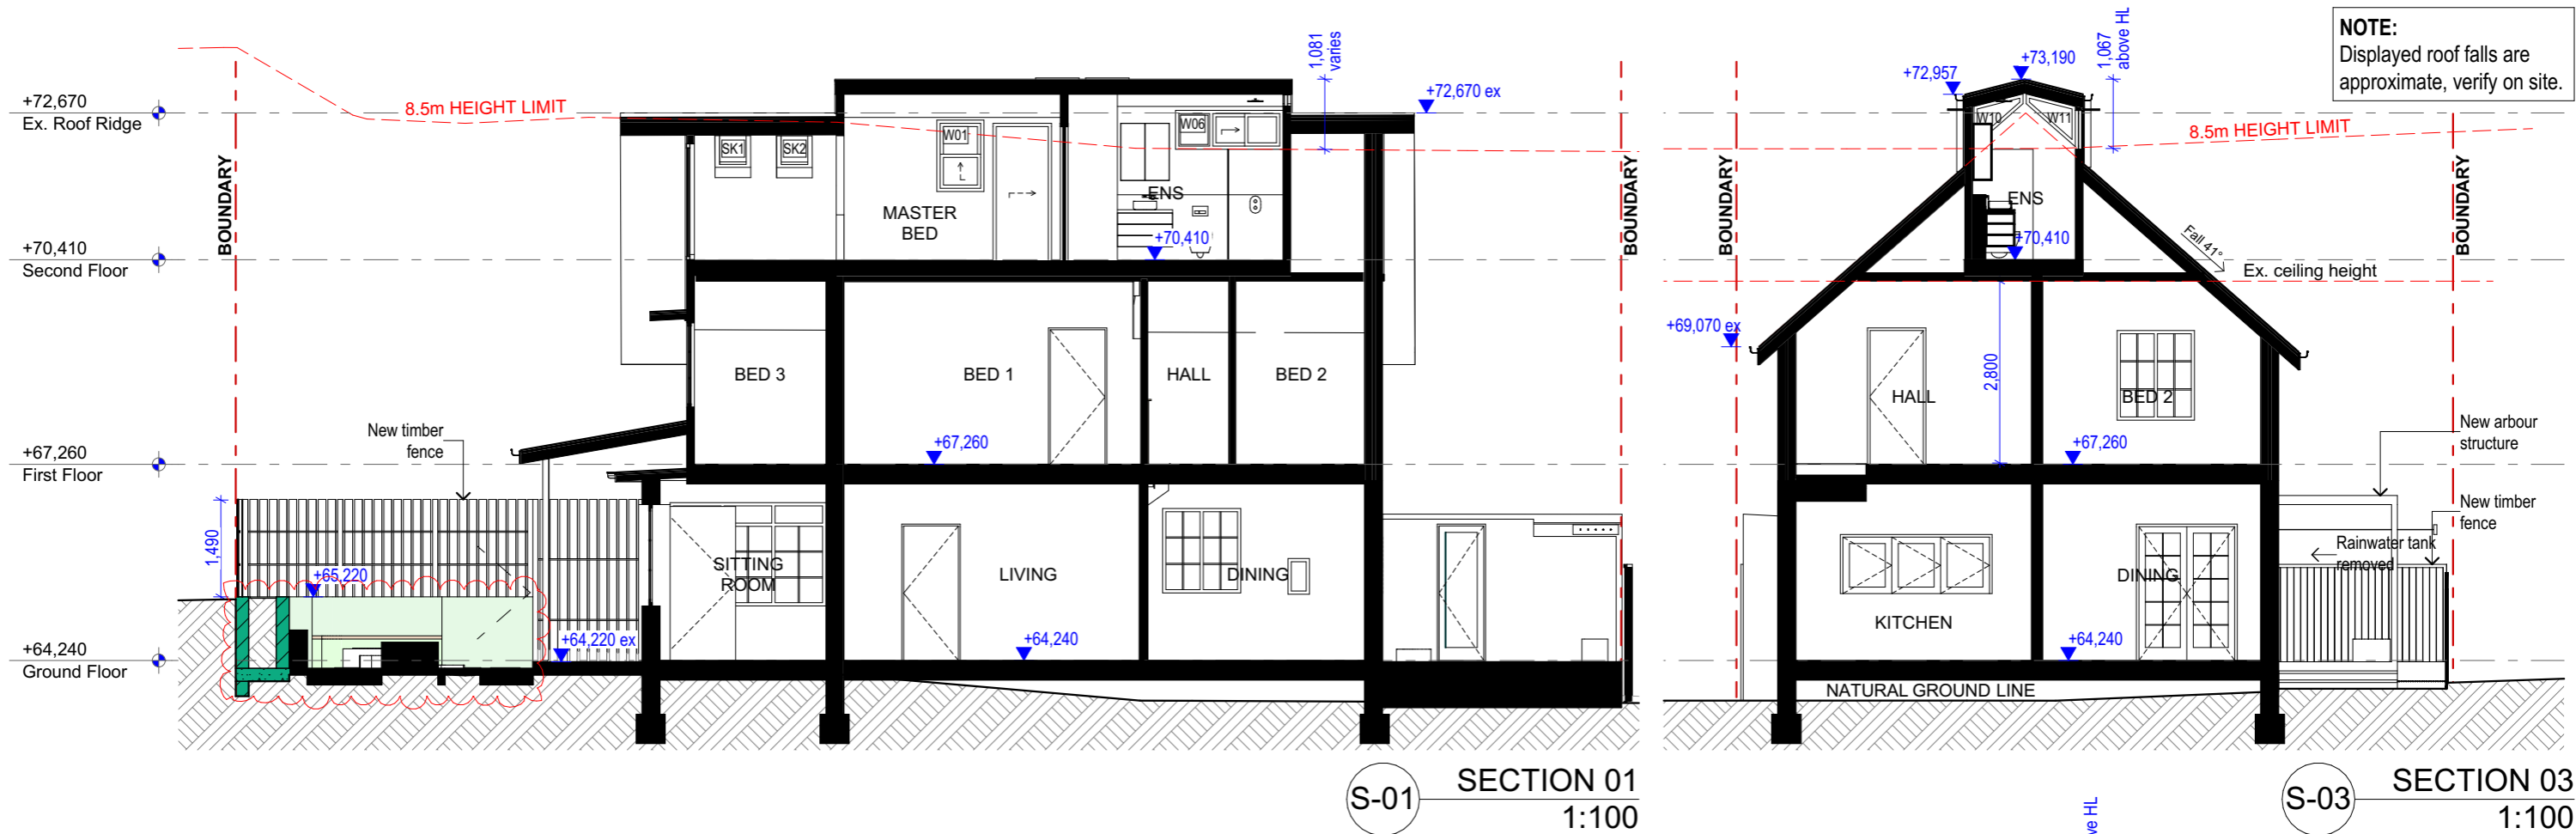 NOTE:
Displayed roof falls are
approximate, verify on site.
+72,670
Ex. Roof Ridge
+70,410
Second Floor
+67,260
First Floor
+64,240
Ground Floor
BOUNDARY
8.5m HEIGHT LIMIT
1,081
varies
+72,670 ex
SK1
SK2
W01
L
W06
MASTER
BED
ENS
+70,410
BED 3
BED 1
HALL
BED 2
+67,260
New timber
fence
1,490
+65,220
+64,220 ex
SITTING
ROOM
LIVING
DINING
+64,240
BOUNDARY
S-01
SECTION 01
1:100
BOUNDARY
+72,957
+73,190
1,067
above HL
W10
W11
8.5m HEIGHT LIMIT
ENS
+70,410
Fall 41°
Ex. ceiling height
BOUNDARY
+69,070 ex
2,800
HALL
BED 2
+67,260
New arbour
structure
New timber
fence
Rainwater tank
removed
KITCHEN
DINING
+64,240
NATURAL GROUND LINE
S-03
SECTION 03
1:100
HL